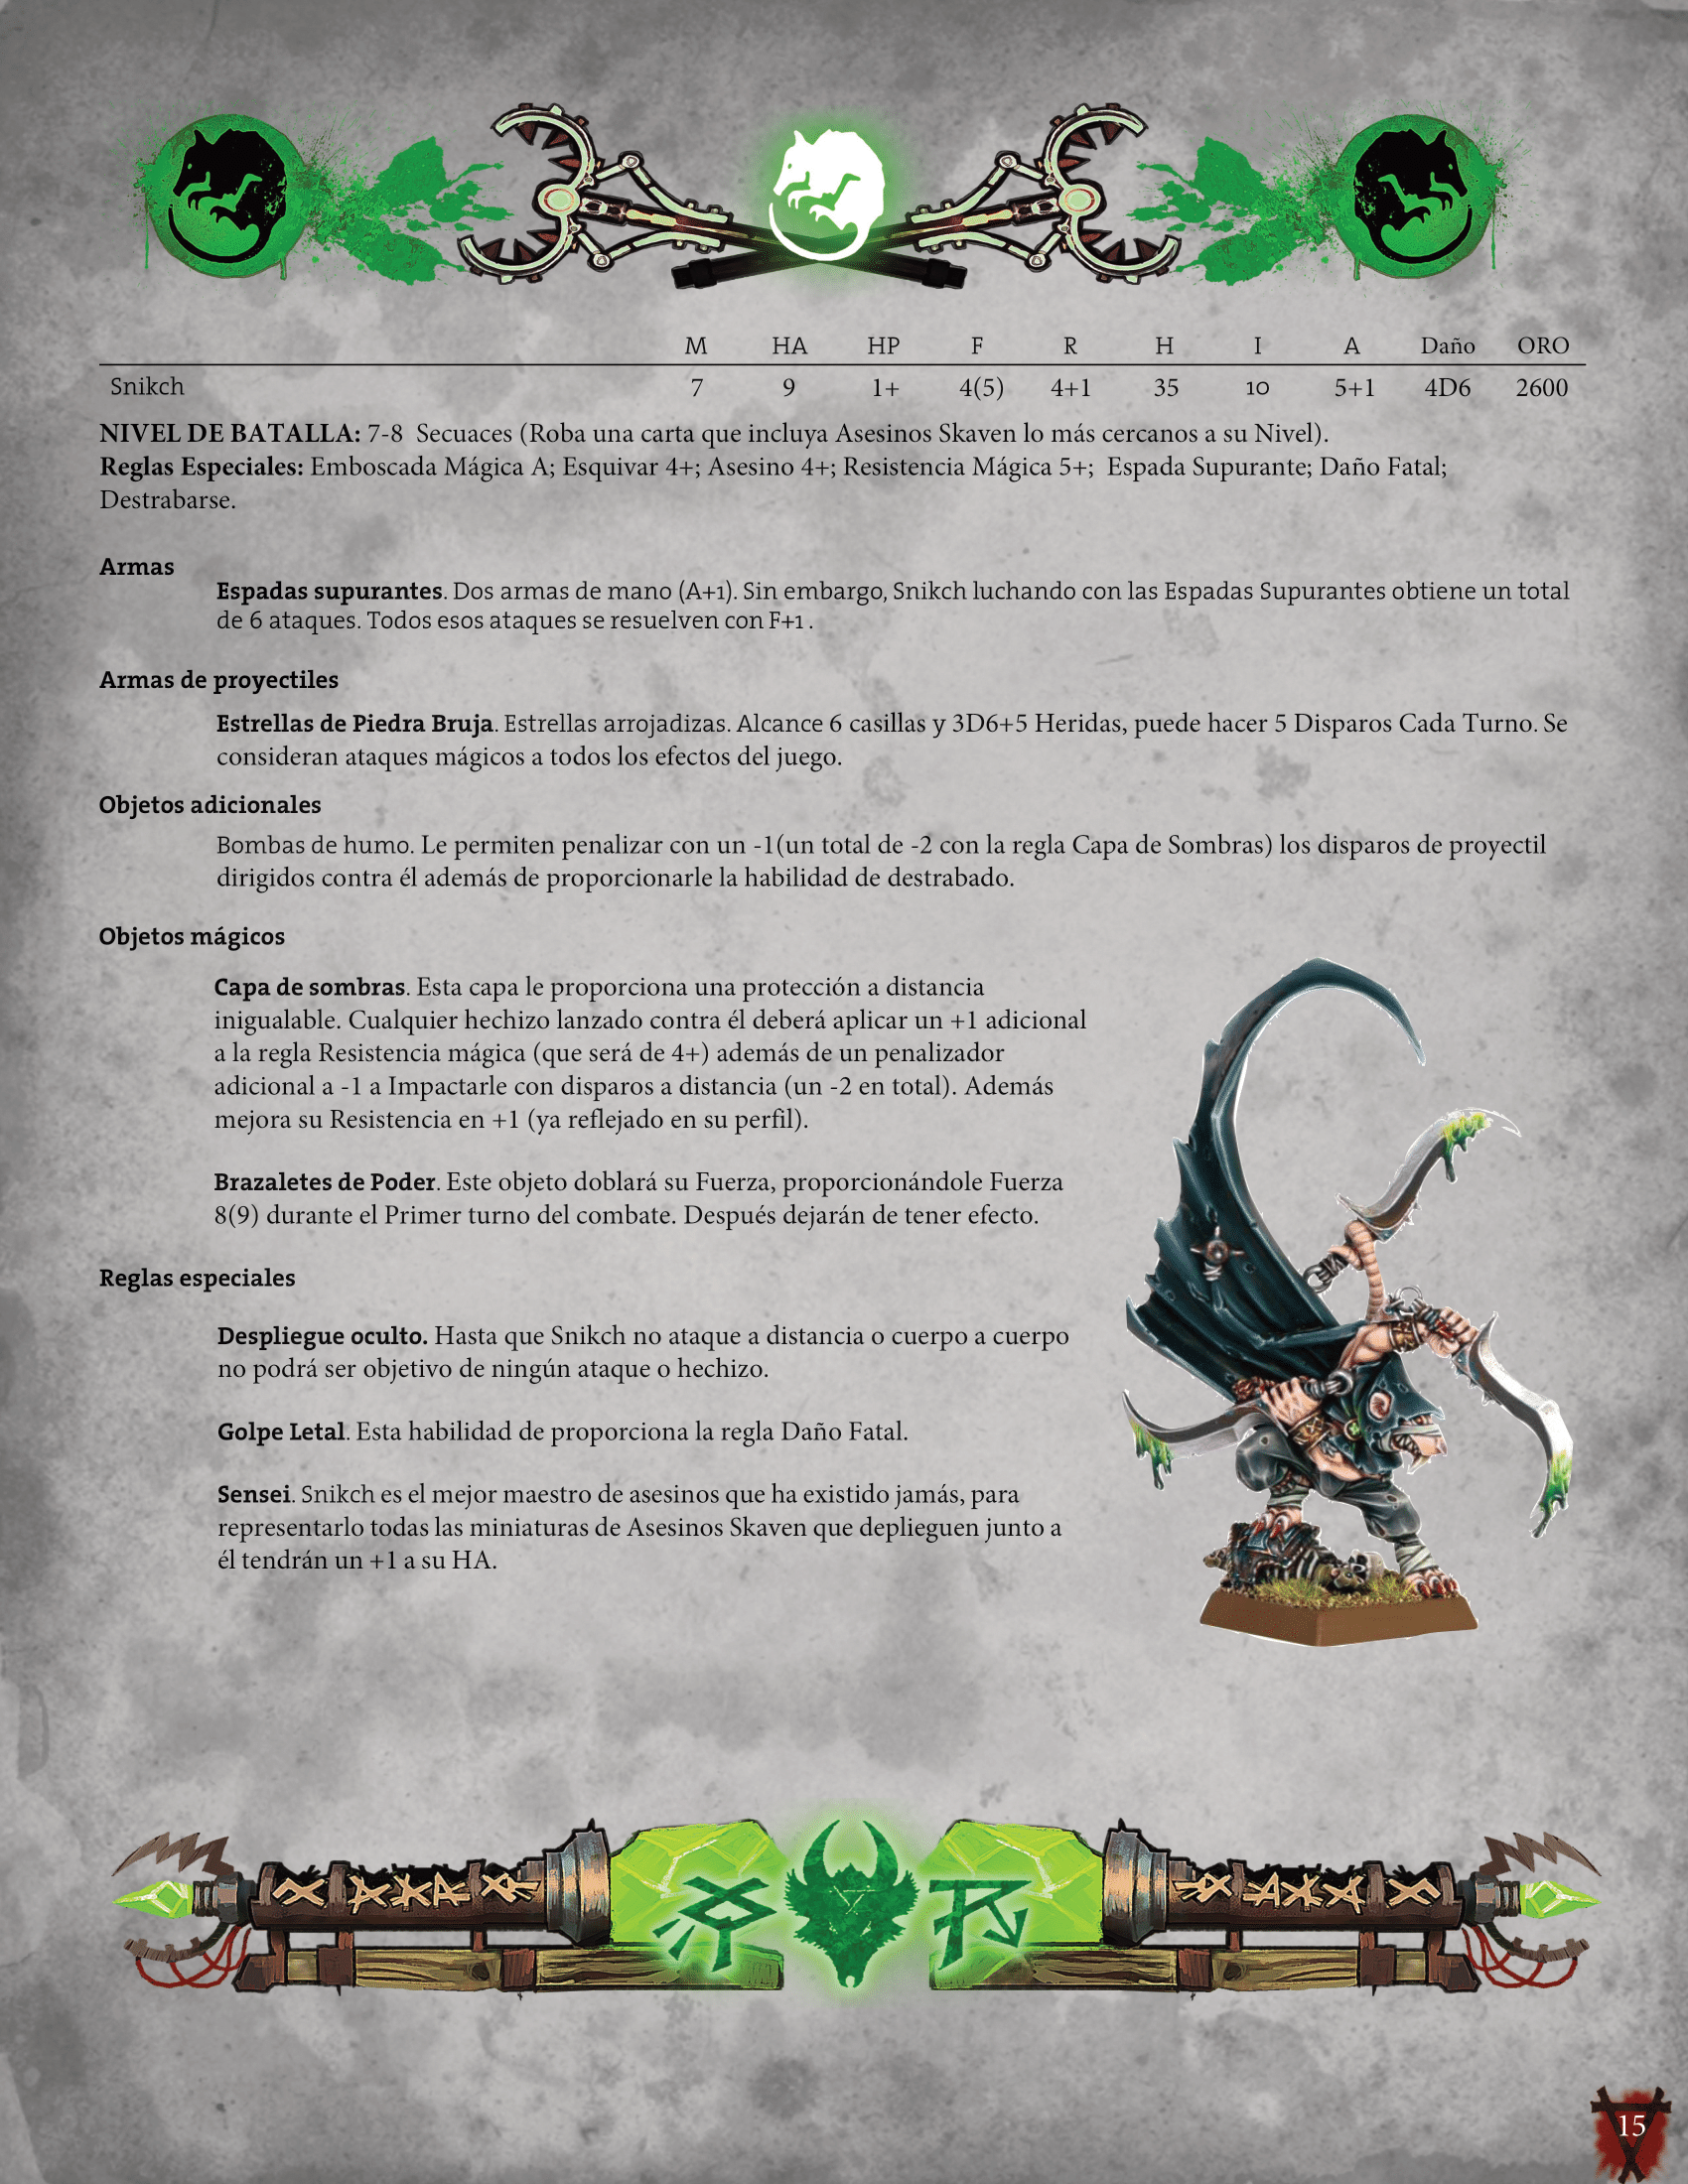 M HA HP F R H I A Daño ORO
Snikch 7 9 1+ 4(5) 4+1 35 10 5+1 4D6 2600
NIVEL DE BATALLA: 7-8 Secuaces (Roba una carta que incluya Asesinos Skaven lo más cercanos a su Nivel).
Reglas Especiales: Emboscada Mágica A; Esquivar 4+; Asesino 4+; Resistencia Mágica 5+; Espada Supurante; Daño Fatal;
Destrabarse.
Armas
Espadas supurantes. Dos armas de mano (A+1). Sin embargo, Snikch luchando con las Espadas Supurantes obtiene un total
de 6 ataques. Todos esos ataques se resuelven con F+1 .
Armas de proyectiles
Estrellas de Piedra Bruja. Estrellas arrojadizas. Alcance 6 casillas y 3D6+5 Heridas, puede hacer 5 Disparos Cada Turno. Se
consideran ataques mágicos a todos los efectos del juego.
Objetos adicionales
Bombas de humo. Le permiten penalizar con un -1(un total de -2 con la regla Capa de Sombras) los disparos de proyectil
dirigidos contra él además de proporcionarle la habilidad de destrabado.
Objetos mágicos
Capa de sombras. Esta capa le proporciona una protección a distancia
inigualable. Cualquier hechizo lanzado contra él deberá aplicar un +1 adicional
a la regla Resistencia mágica (que será de 4+) además de un penalizador
adicional a -1 a Impactarle con disparos a distancia (un -2 en total). Además
mejora su Resistencia en +1 (ya reflejado en su perfil).
Brazaletes de Poder. Este objeto doblará su Fuerza, proporcionándole Fuerza
8(9) durante el Primer turno del combate. Después dejarán de tener efecto.
Reglas especiales
Despliegue oculto. Hasta que Snikch no ataque a distancia o cuerpo a cuerpo
no podrá ser objetivo de ningún ataque o hechizo.
Golpe Letal. Esta habilidad de proporciona la regla Daño Fatal.
Sensei. Snikch es el mejor maestro de asesinos que ha existido jamás, para
representarlo todas las miniaturas de Asesinos Skaven que deplieguen junto a
él tendrán un +1 a su HA.
15